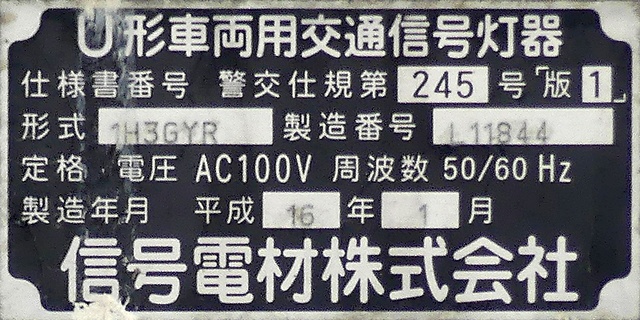 U形車両用交通信号灯器
仕様書番号 警交仕規第 245 号「版 1」
形式 1H3GYR 製造番号 L11844
定格 電圧 AC100V 周波数 50/60 Hz
製造年月 平成 16 年 1 月
信号電材株式会社